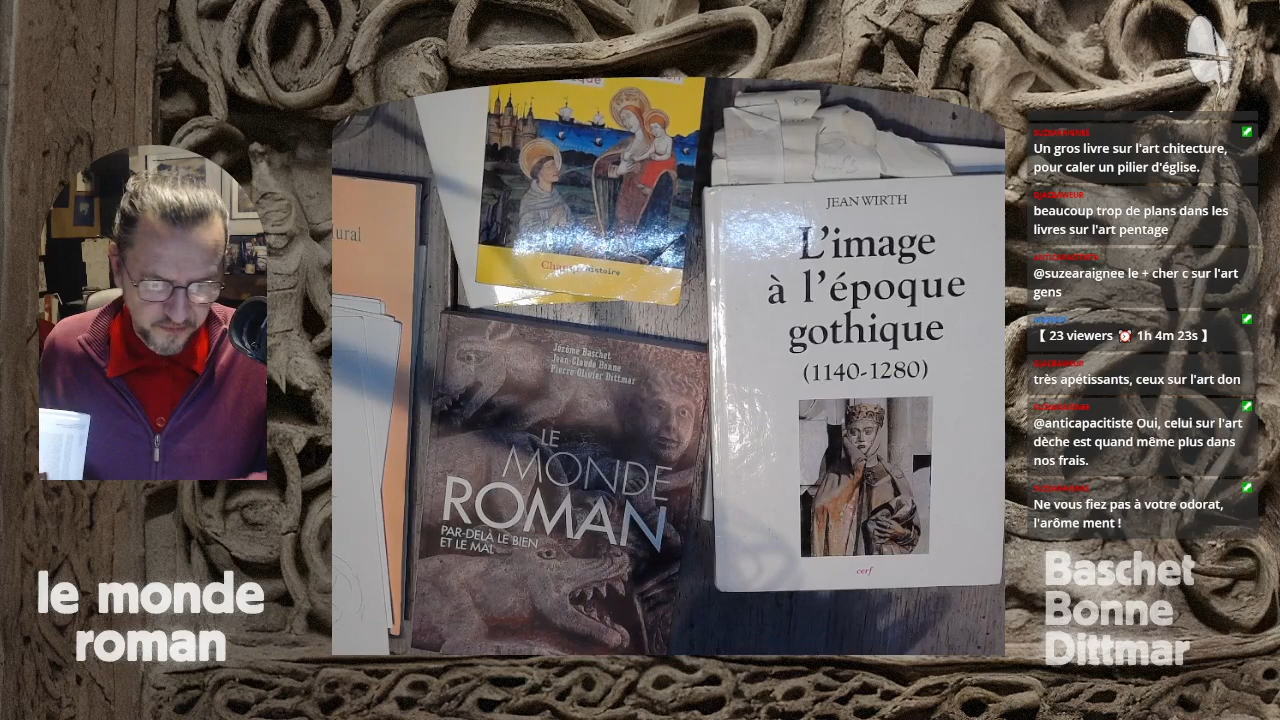 le monde
roman
ural
Chant
histoire
Jérôme Baschet
Jean-Claude Bonne
Pierre-Olivier Dittmar
LE
MONDE
ROMAN
PAR-DELÀ LE BIEN
ET LE MAL
JEAN WIRTH
L'image
à l'époque
gothique
(1140-1280)
cerf
Un gros livre sur l'art chitecture,
pour caler un pilier d'église.
beaucoup trop de plans dans les
livres sur l'art pentage
@suzearaignee le + cher c sur l'art
gens
【 23 viewers ⏰ 1h 4m 23s 】
très apétissants, ceux sur l'art don
@anticapacitiste Oui, celui sur l'art
dèche est quand même plus dans
nos frais.
Ne vous fiez pas à votre odorat,
l'arôme ment !
Baschet
Bonne
Dittmar